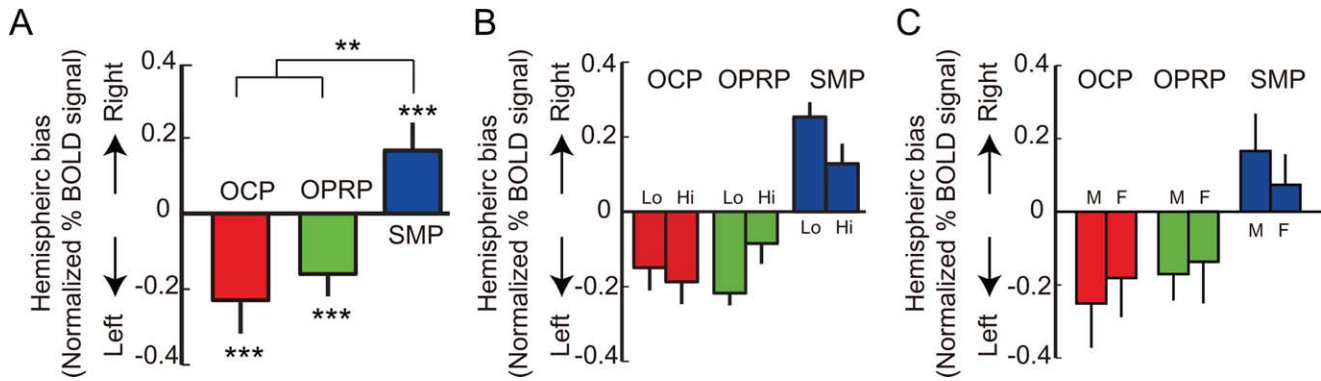 A
Hemispheirc bias
(Normalized % BOLD signal)
Left Right
0.4
0.2
0
-0.2
-0.4
**
***
OCP OPRP
SMP
***
***
B
Hemispheirc bias
(Normalized % BOLD signal)
Left Right
0.4
0.2
0
-0.2
-0.4
OCP OPRP SMP
Lo Hi Lo Hi
Lo Hi
C
Hemispheirc bias
(Normalized % BOLD signal)
Left Right
0.4
0.2
0
-0.2
-0.4
OCP OPRP SMP
M F M F
M F